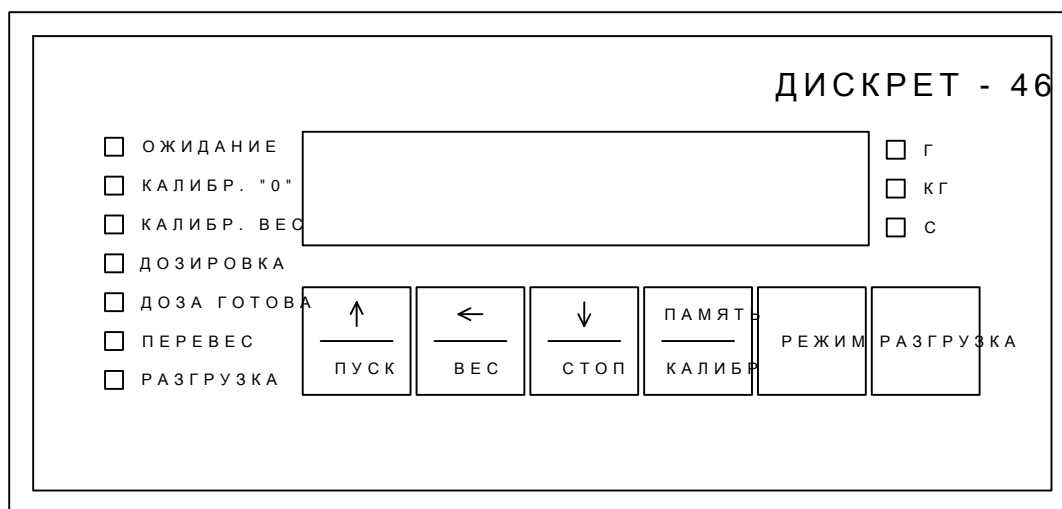 ДИСКРЕТ - 46
ОЖИДАНИЕ
КАЛИБР. "0"
КАЛИБР. ВЕС
ДОЗИРОВКА
ДОЗА ГОТОВА
ПЕРЕВЕС
РАЗГРУЗКА
Г
КГ
С
↑
ПУСК
←
ВЕС
↓
СТОП
ПАМЯТЬ
КАЛИБР
РЕЖИМ
РАЗГРУЗКА